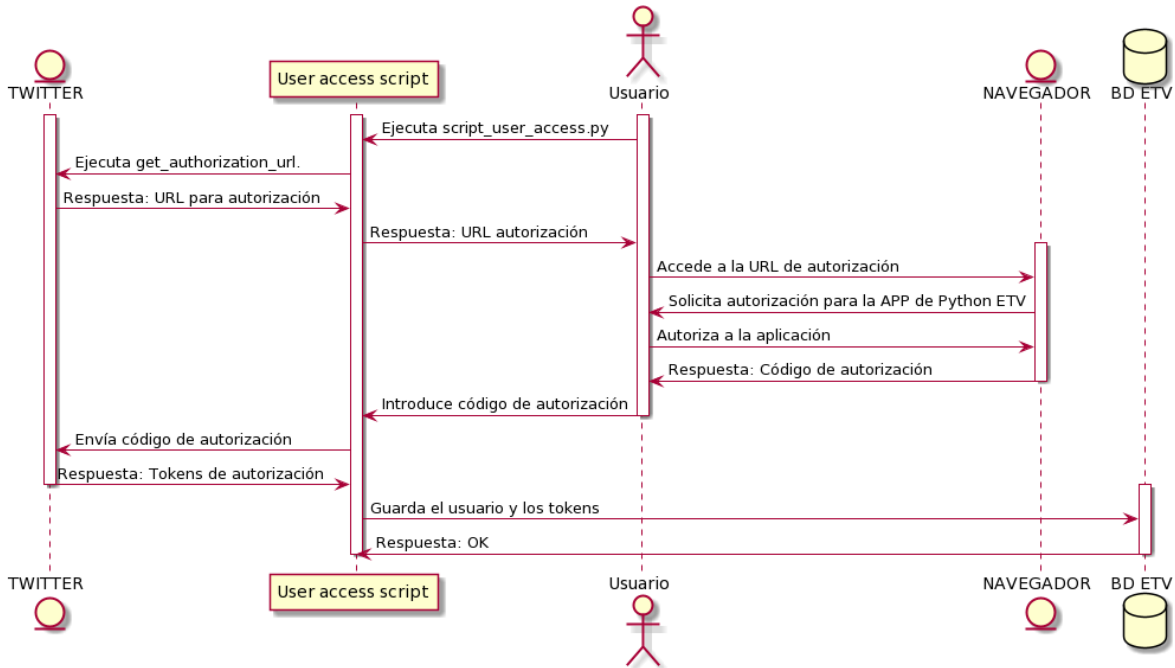 TWITTER
User access script
Usuario
NAVEGADOR
BD ETV
Ejecuta script_user_access.py
Ejecuta get_authorization_url.
Respuesta: URL para autorización
Respuesta: URL autorización
Accede a la URL de autorización
Solicita autorización para la APP de Python ETV
Autoriza a la aplicación
Respuesta: Código de autorización
Introduce código de autorización
Envía código de autorización
Respuesta: Tokens de autorización
Guarda el usuario y los tokens
Respuesta: OK
TWITTER
User access script
Usuario
NAVEGADOR
BD ETV